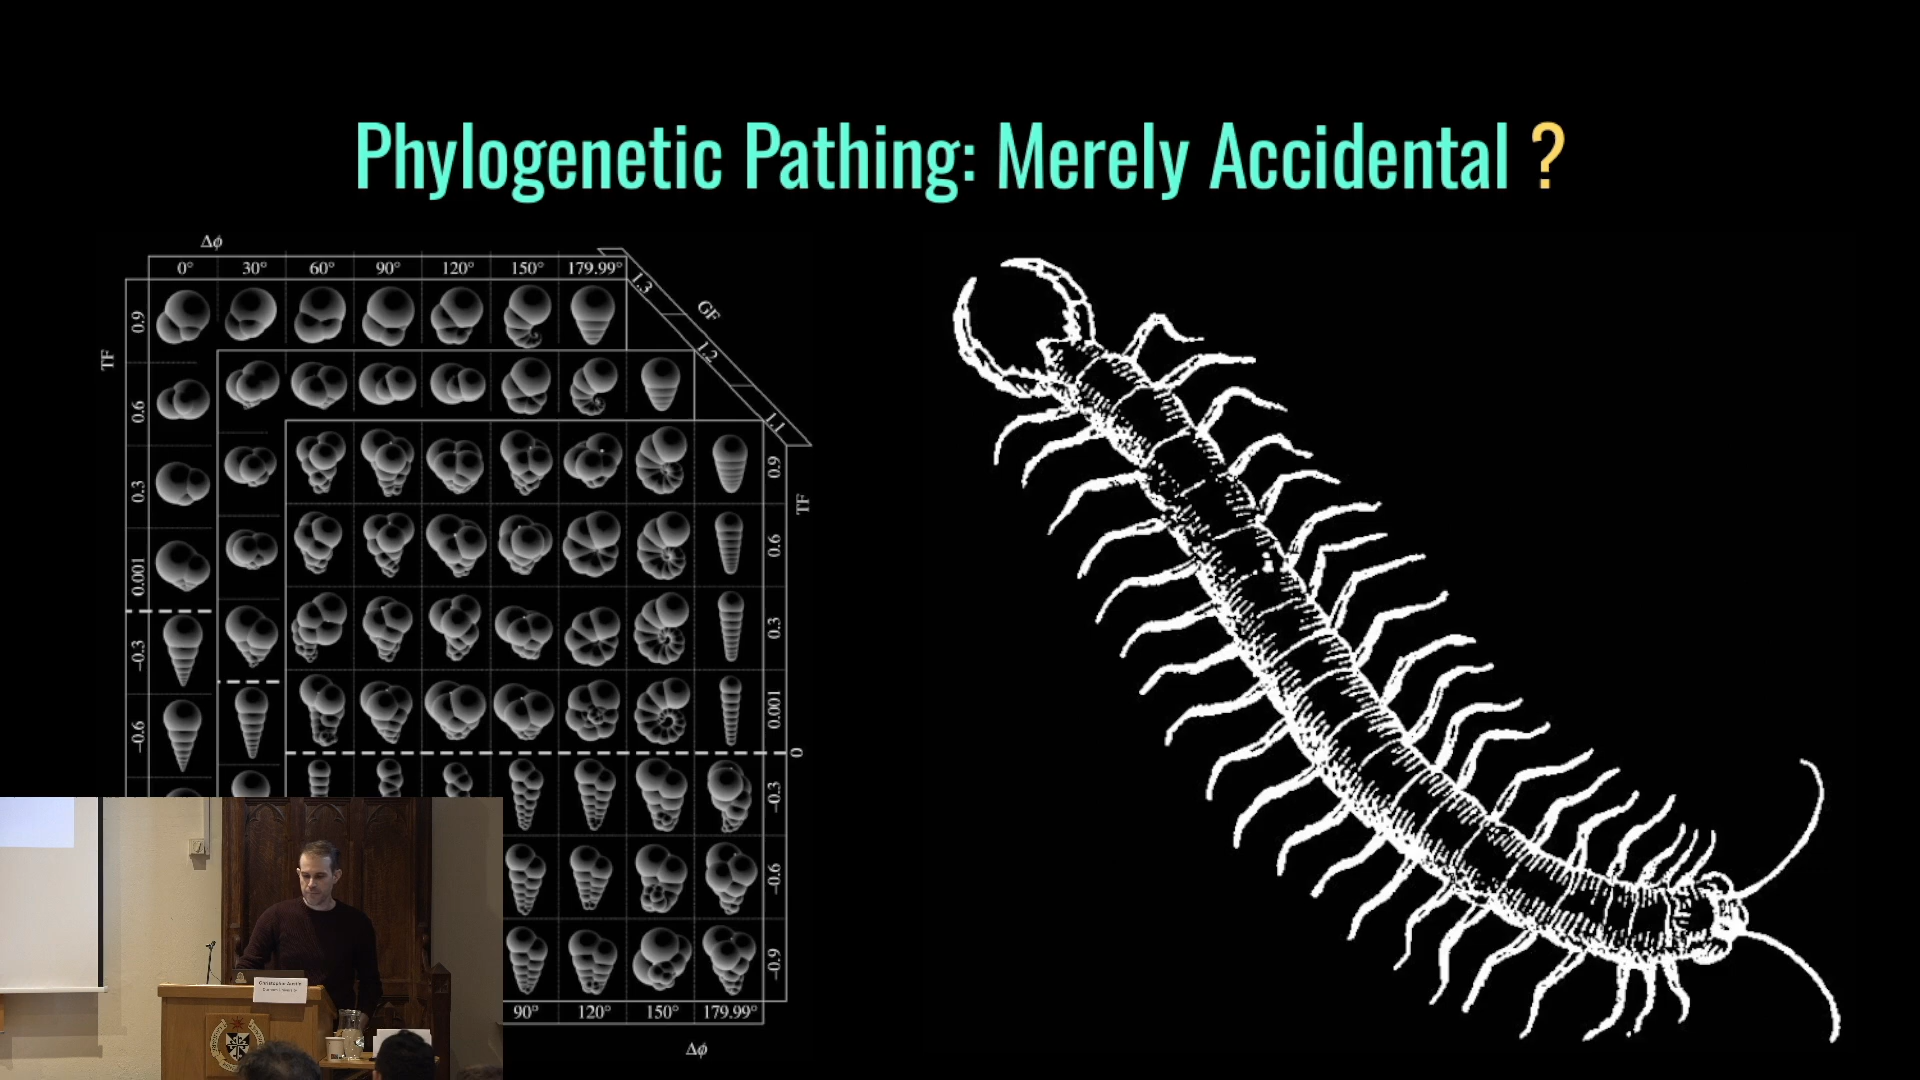 Phylogenetic Pathing: Merely Accidental ?
Δϕ
0° 30° 60° 90° 120° 150° 179.99°
1.3
GF
1.2
1.1
TF
0.9
0.6
0.3
0.001
−0.3
−0.6
0.9
TF
0.6
0.3
0.001
0
−0.3
−0.6
−0.9
90° 120° 150° 179.99°
Δϕ
Christopher Austin